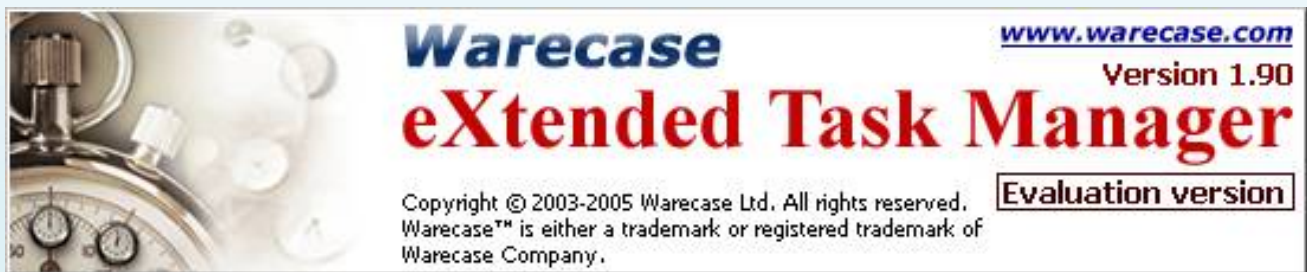 Warecase
www.warecase.com
Version 1.90
eXtended Task Manager
Evaluation version
Copyright © 2003-2005 Warecase Ltd. All rights reserved.
Warecase™ is either a trademark or registered trademark of
Warecase Company.